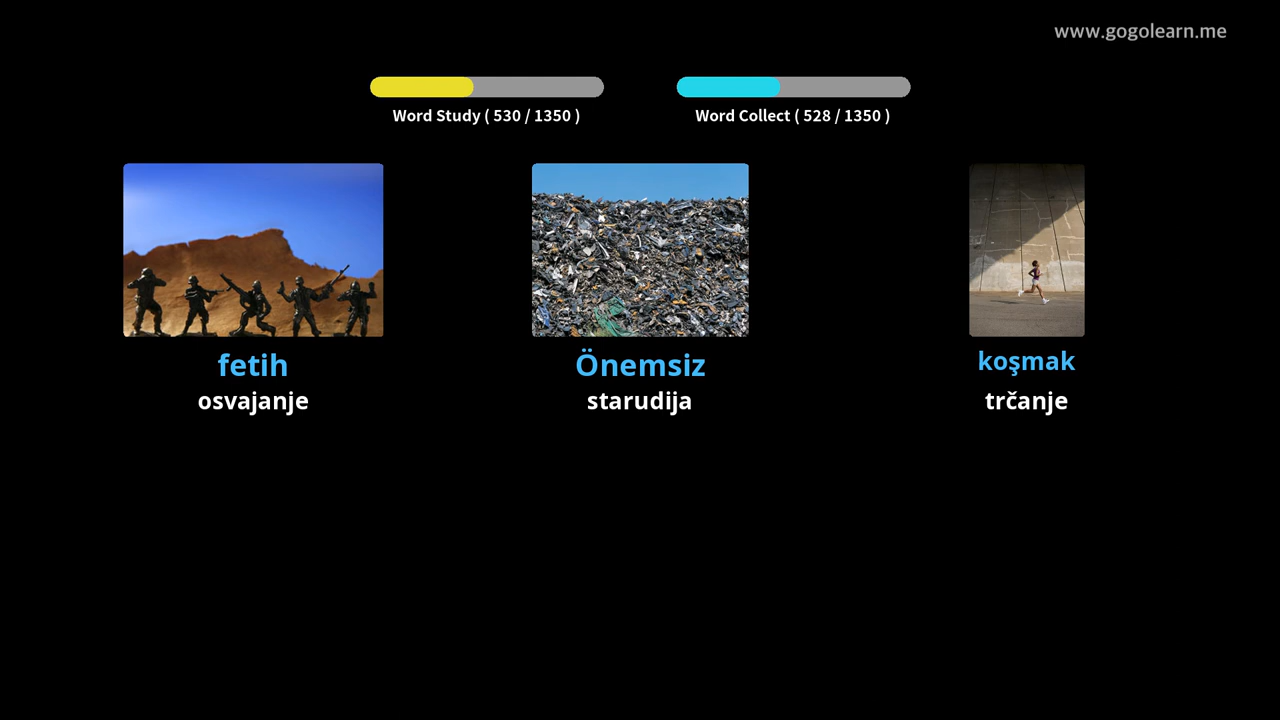 www.gogolearn.me
Word Study ( 530 / 1350 )
Word Collect ( 528 / 1350 )
fetih
Önemsiz
koşmak
osvajanje
starudija
trčanje